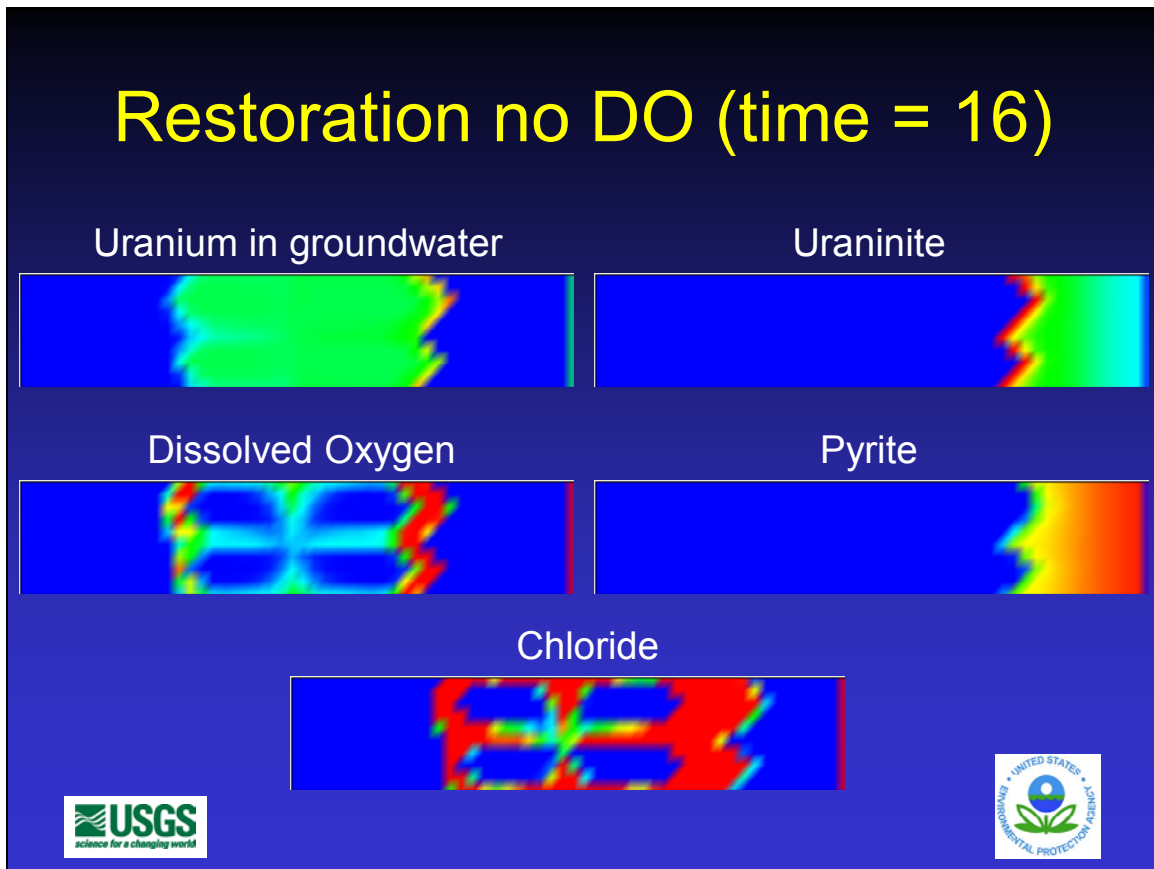 Restoration no DO (time = 16)
Uranium in groundwater
Uraninite
Dissolved Oxygen
Pyrite
Chloride
USGS
science for a changing world
UNITED STATES
ENVIRONMENTAL PROTECTION AGENCY